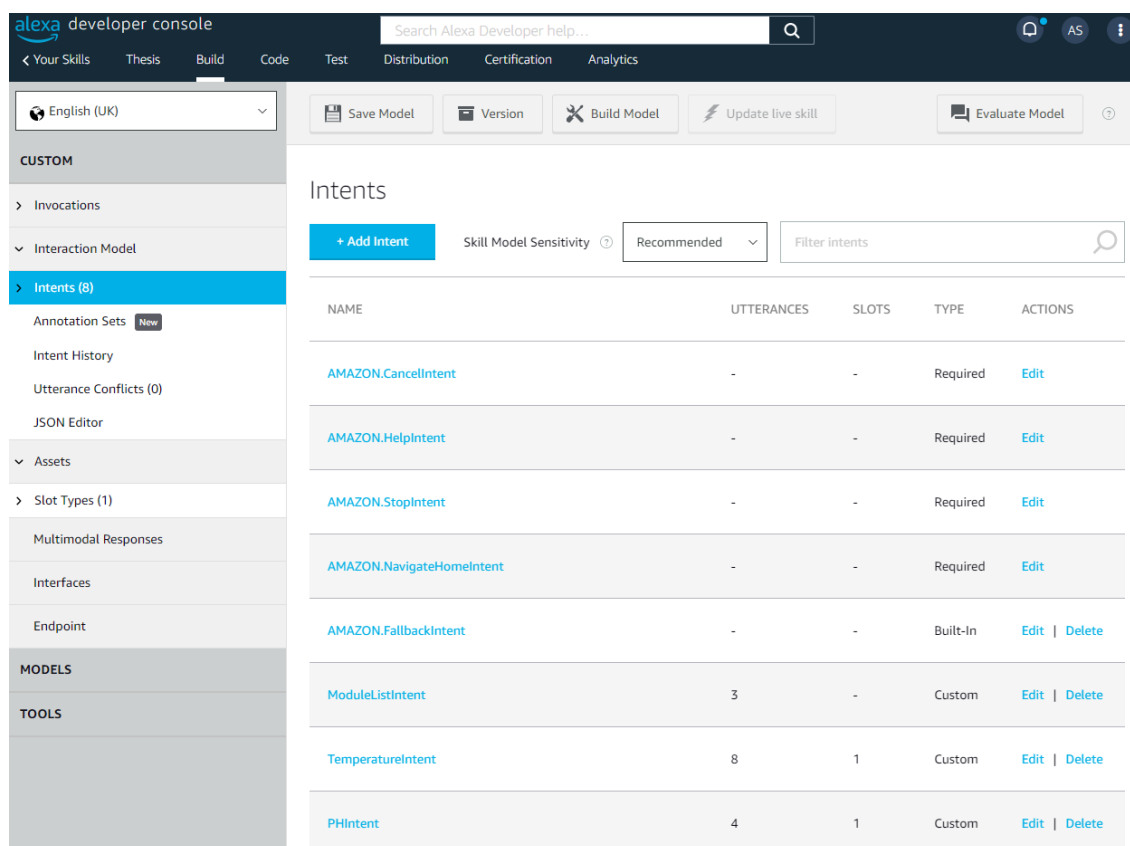 alexa developer console
Search Alexa Developer help...
AS
Your Skills Thesis Build Code Test Distribution Certification Analytics
English (UK)
Save Model Version Build Model Update live skill Evaluate Model ?
CUSTOM
Invocations
Interaction Model
Intents (8)
Annotation Sets New
Intent History
Utterance Conflicts (0)
JSON Editor
Assets
Slot Types (1)
Multimodal Responses
Interfaces
Endpoint
MODELS
TOOLS
Intents
+ Add Intent Skill Model Sensitivity ? Recommended Filter intents
NAME UTTERANCES SLOTS TYPE ACTIONS
AMAZON.CancelIntent - - Required Edit
AMAZON.HelpIntent - - Required Edit
AMAZON.StopIntent - - Required Edit
AMAZON.NavigateHomeIntent - - Required Edit
AMAZON.FallbackIntent - - Built-In Edit | Delete
ModuleListIntent 3 - Custom Edit | Delete
TemperatureIntent 8 1 Custom Edit | Delete
PHIntent 4 1 Custom Edit | Delete